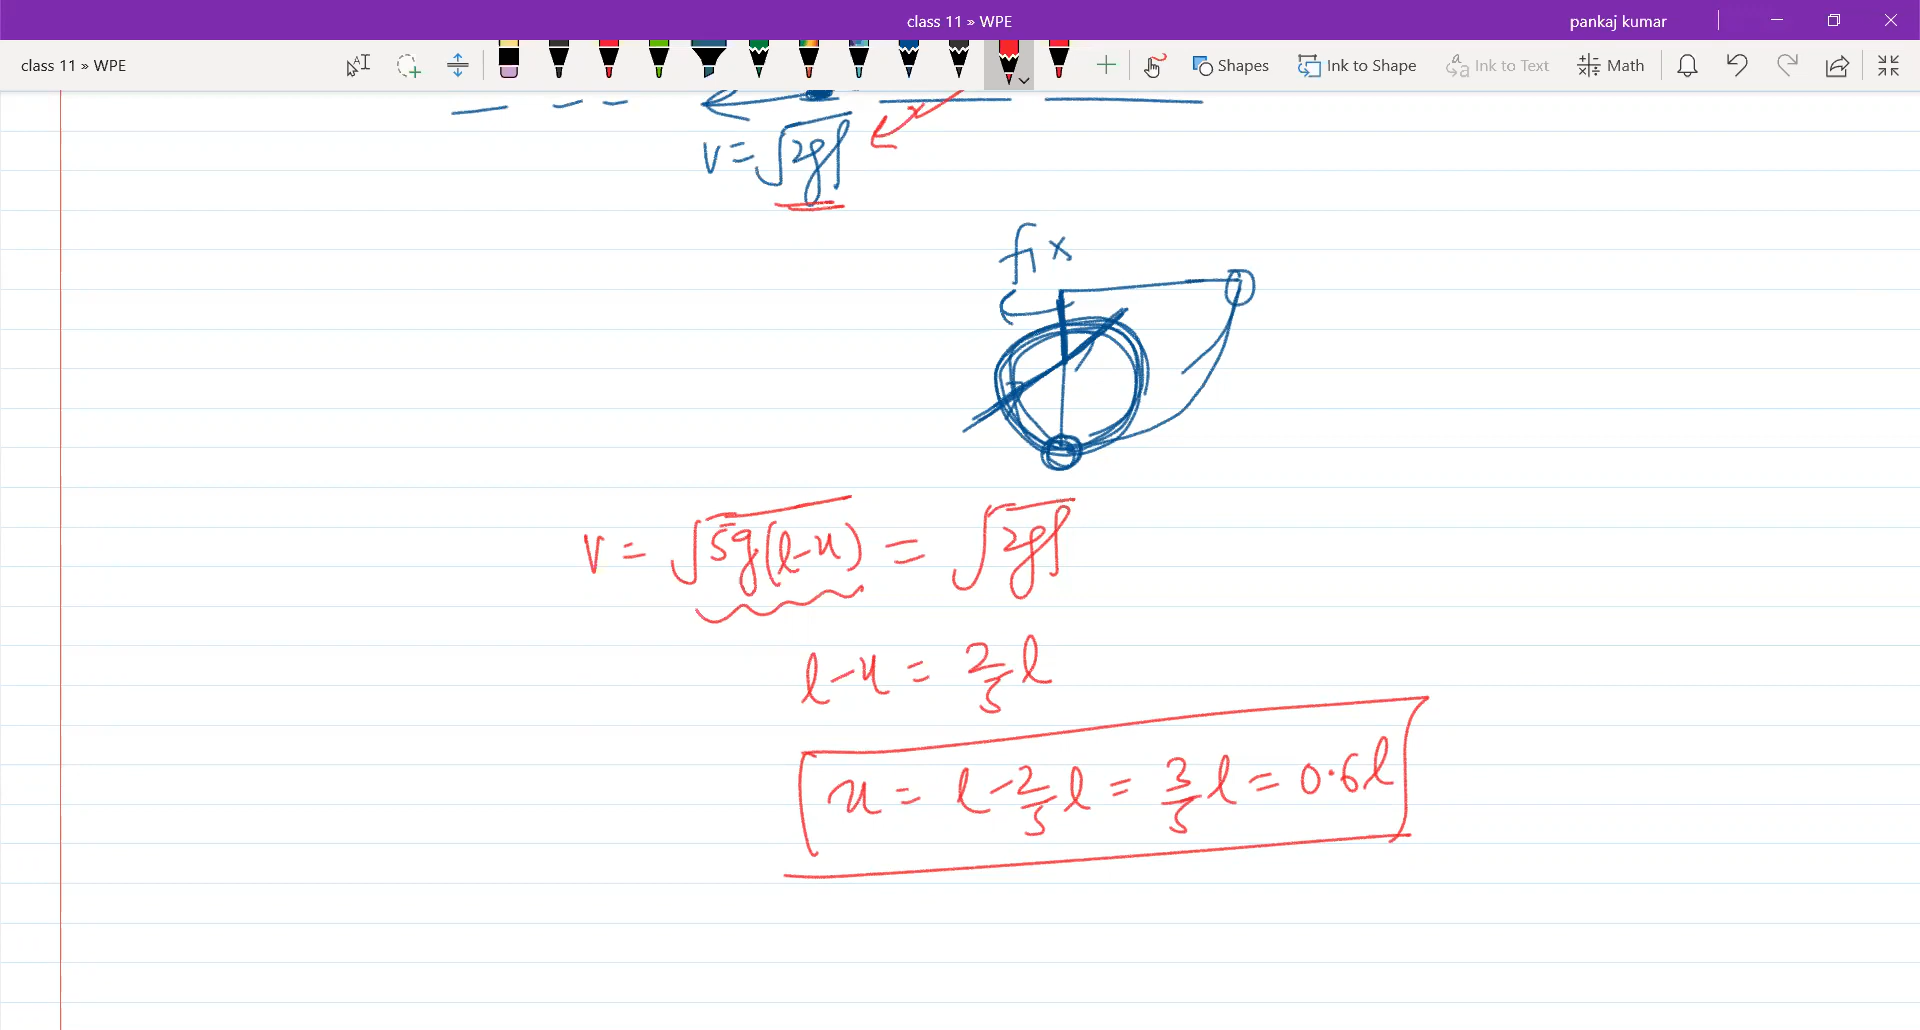 class 11 » WPE
pankaj kumar
class 11 » WPE
Shapes
Ink to Shape
Ink to Text
Math
v = √2gl
fix
v = √5g(l-x) = √2gl
l-x = 2/5 l
x = l - 2/5 l = 3/5 l = 0.6l